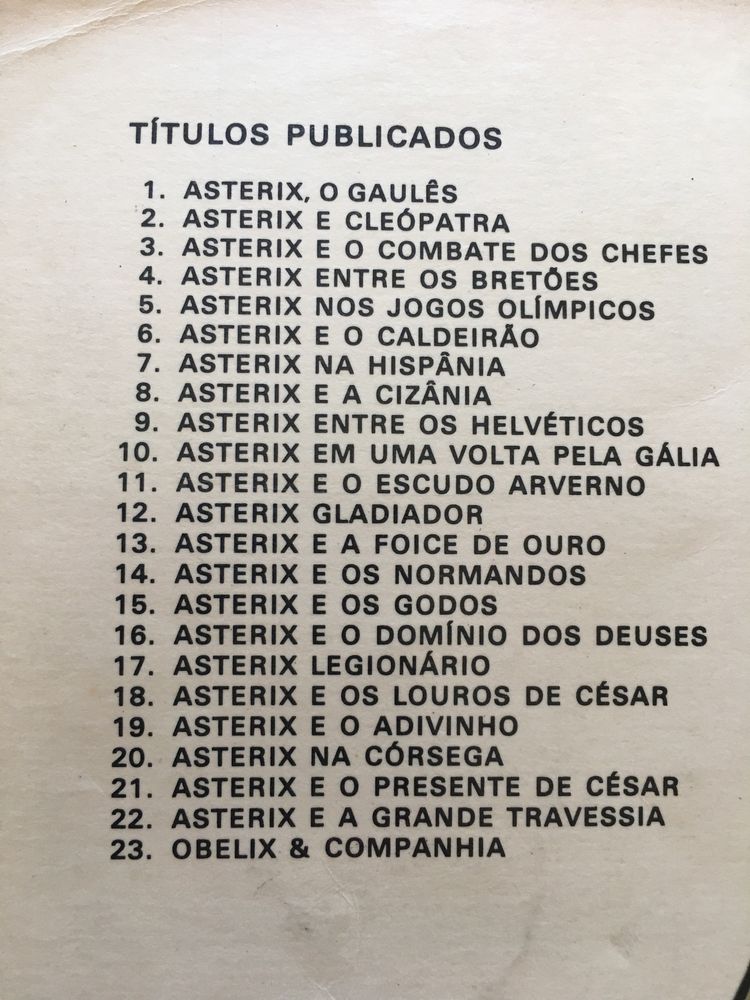 TÍTULOS PUBLICADOS
1. ASTERIX, O GAULÊS
2. ASTERIX E CLEÓPATRA
3. ASTERIX E O COMBATE DOS CHEFES
4. ASTERIX ENTRE OS BRETÕES
5. ASTERIX NOS JOGOS OLÍMPICOS
6. ASTERIX E O CALDEIRÃO
7. ASTERIX NA HISPÂNIA
8. ASTERIX E A CIZÂNIA
9. ASTERIX ENTRE OS HELVÉTICOS
10. ASTERIX EM UMA VOLTA PELA GÁLIA
11. ASTERIX E O ESCUDO ARVERNO
12. ASTERIX GLADIADOR
13. ASTERIX E A FOICE DE OURO
14. ASTERIX E OS NORMANDOS
15. ASTERIX E OS GODOS
16. ASTERIX E O DOMÍNIO DOS DEUSES
17. ASTERIX LEGIONÁRIO
18. ASTERIX E OS LOUROS DE CÉSAR
19. ASTERIX E O ADIVINHO
20. ASTERIX NA CÓRSEGA
21. ASTERIX E O PRESENTE DE CÉSAR
22. ASTERIX E A GRANDE TRAVESSIA
23. OBELIX & COMPANHIA